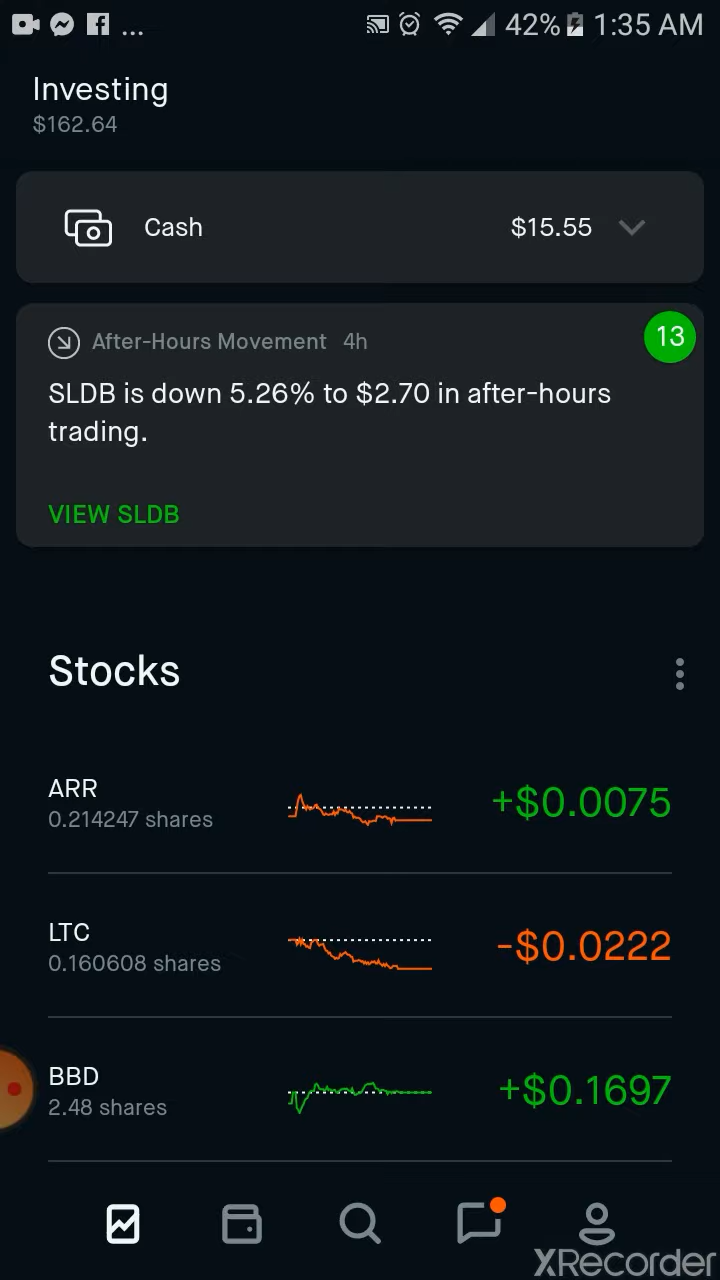 ... 42% 1:35 AM
Investing
$162.64
Cash $15.55
After-Hours Movement 4h 13
SLDB is down 5.26% to $2.70 in after-hours
trading.
VIEW SLDB
Stocks
ARR
0.214247 shares
+$0.0075
LTC
0.160608 shares
-$0.0222
BBD
2.48 shares
+$0.1697
XRecorder